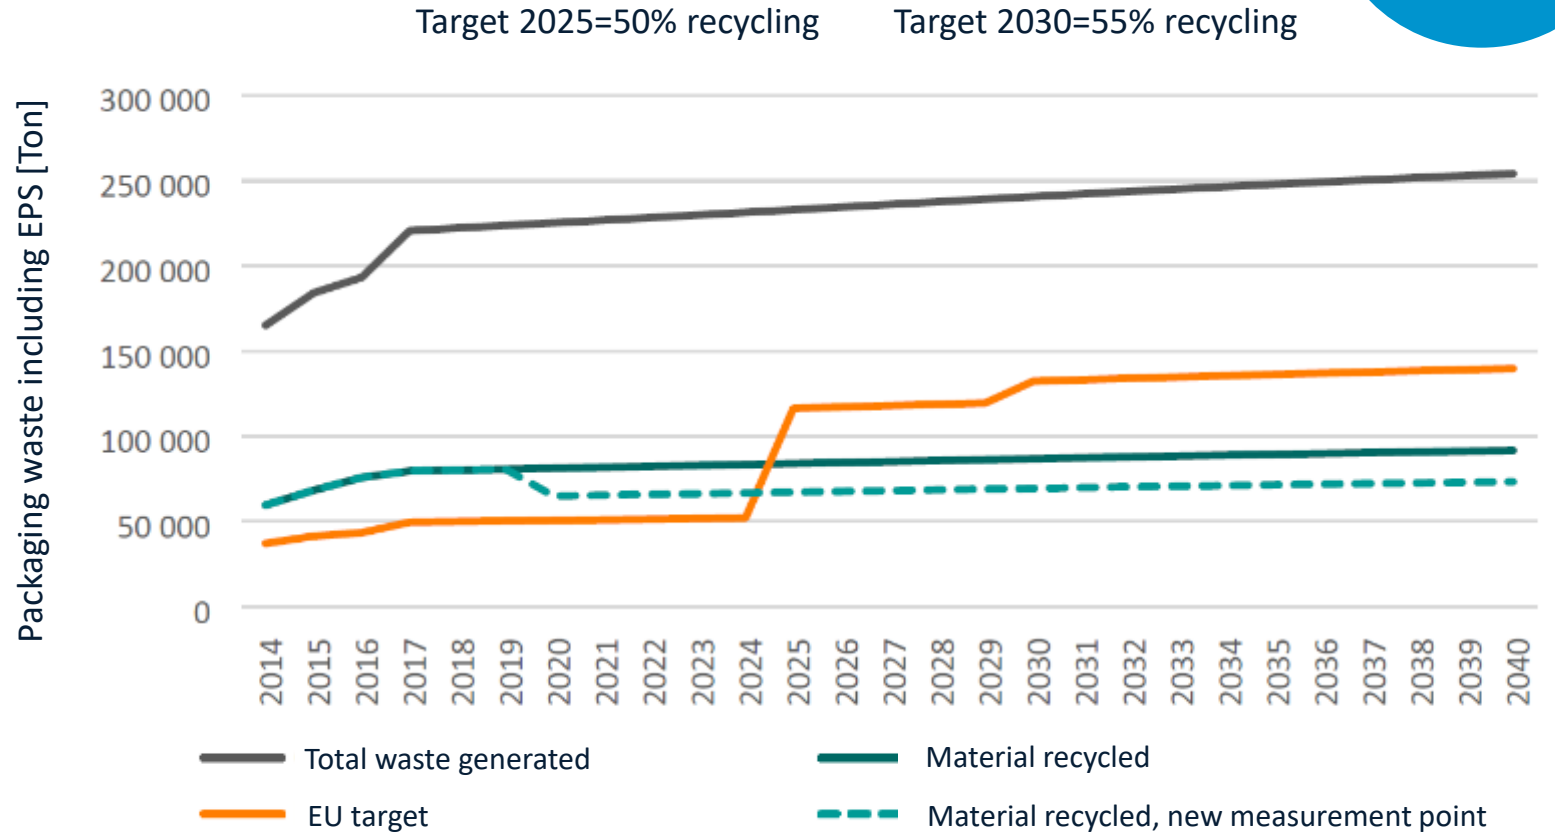 Target 2025=50% recycling Target 2030=55% recycling
Packaging waste including EPS [Ton]
300 000
250 000
200 000
150 000
100 000
50 000
0
2014 2015 2016 2017 2018 2019 2020 2021 2022 2023 2024 2025 2026 2027 2028 2029 2030 2031 2032 2033 2034 2035 2036 2037 2038 2039 2040
Total waste generated Material recycled
EU target Material recycled, new measurement point